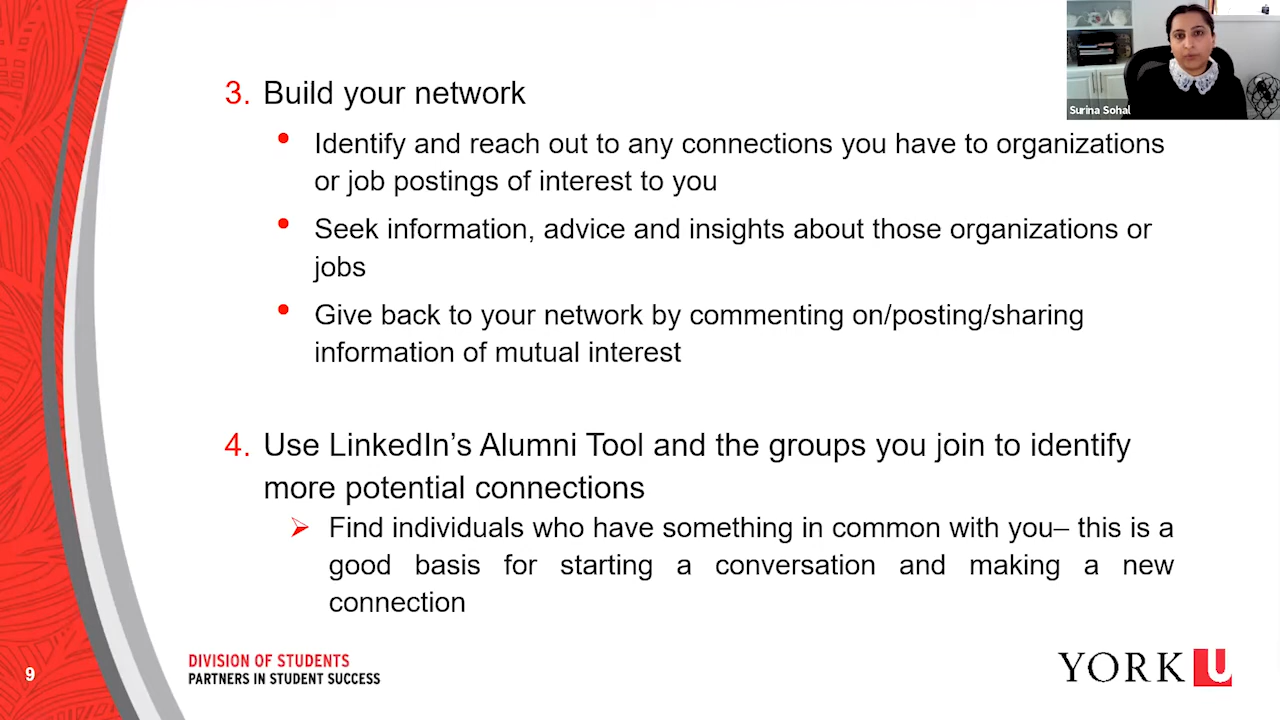 Surina Sohal
3. Build your network
• Identify and reach out to any connections you have to organizations
or job postings of interest to you
• Seek information, advice and insights about those organizations or
jobs
• Give back to your network by commenting on/posting/sharing
information of mutual interest
4. Use LinkedIn’s Alumni Tool and the groups you join to identify
more potential connections
➢ Find individuals who have something in common with you– this is a
good basis for starting a conversation and making a new
connection
9
DIVISION OF STUDENTS
PARTNERS IN STUDENT SUCCESS
YORK U